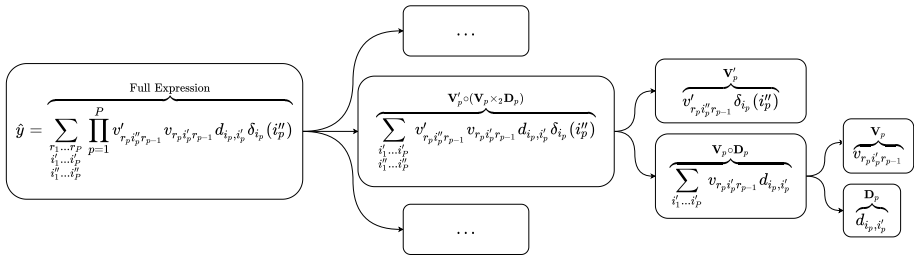 Full Expression
ŷ = ∑_{r_1…r_P, i'_1…i'_P, i''_1…i''_P} ∏_{p=1}^{P} v'_{r_p i''_p r_{p−1}} v_{r_p i'_p r_{p−1}} d_{i_p,i'_p} δ_{i_p}(i''_p)
…
V'_p∘(V_p×_2 D_p)
∑_{i'_1…i'_P, i''_1…i''_P} v'_{r_p i''_p r_{p−1}} v_{r_p i'_p r_{p−1}} d_{i_p,i'_p} δ_{i_p}(i''_p)
…
V'_p
v'_{r_p i''_p r_{p−1}} δ_{i_p}(i''_p)
V_p∘D_p
∑_{i'_1…i'_P} v_{r_p i'_p r_{p−1}} d_{i_p,i'_p}
V_p
v_{r_p i'_p r_{p−1}}
D_p
d_{i_p,i'_p}